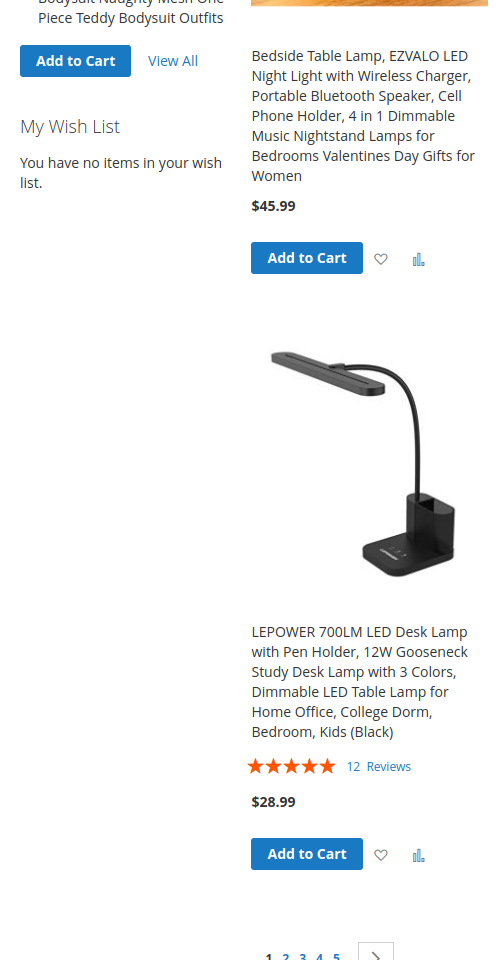 Bodysuit Naughty Mesh One
Piece Teddy Bodysuit Outfits
Add to Cart
View All
My Wish List
You have no items in your wish
list.
Bedside Table Lamp, EZVALO LED
Night Light with Wireless Charger,
Portable Bluetooth Speaker, Cell
Phone Holder, 4 in 1 Dimmable
Music Nightstand Lamps for
Bedrooms Valentines Day Gifts for
Women
$45.99
Add to Cart
LEPOWER 700LM LED Desk Lamp
with Pen Holder, 12W Gooseneck
Study Desk Lamp with 3 Colors,
Dimmable LED Table Lamp for
Home Office, College Dorm,
Bedroom, Kids (Black)
12 Reviews
$28.99
Add to Cart
1 2 3 4 5